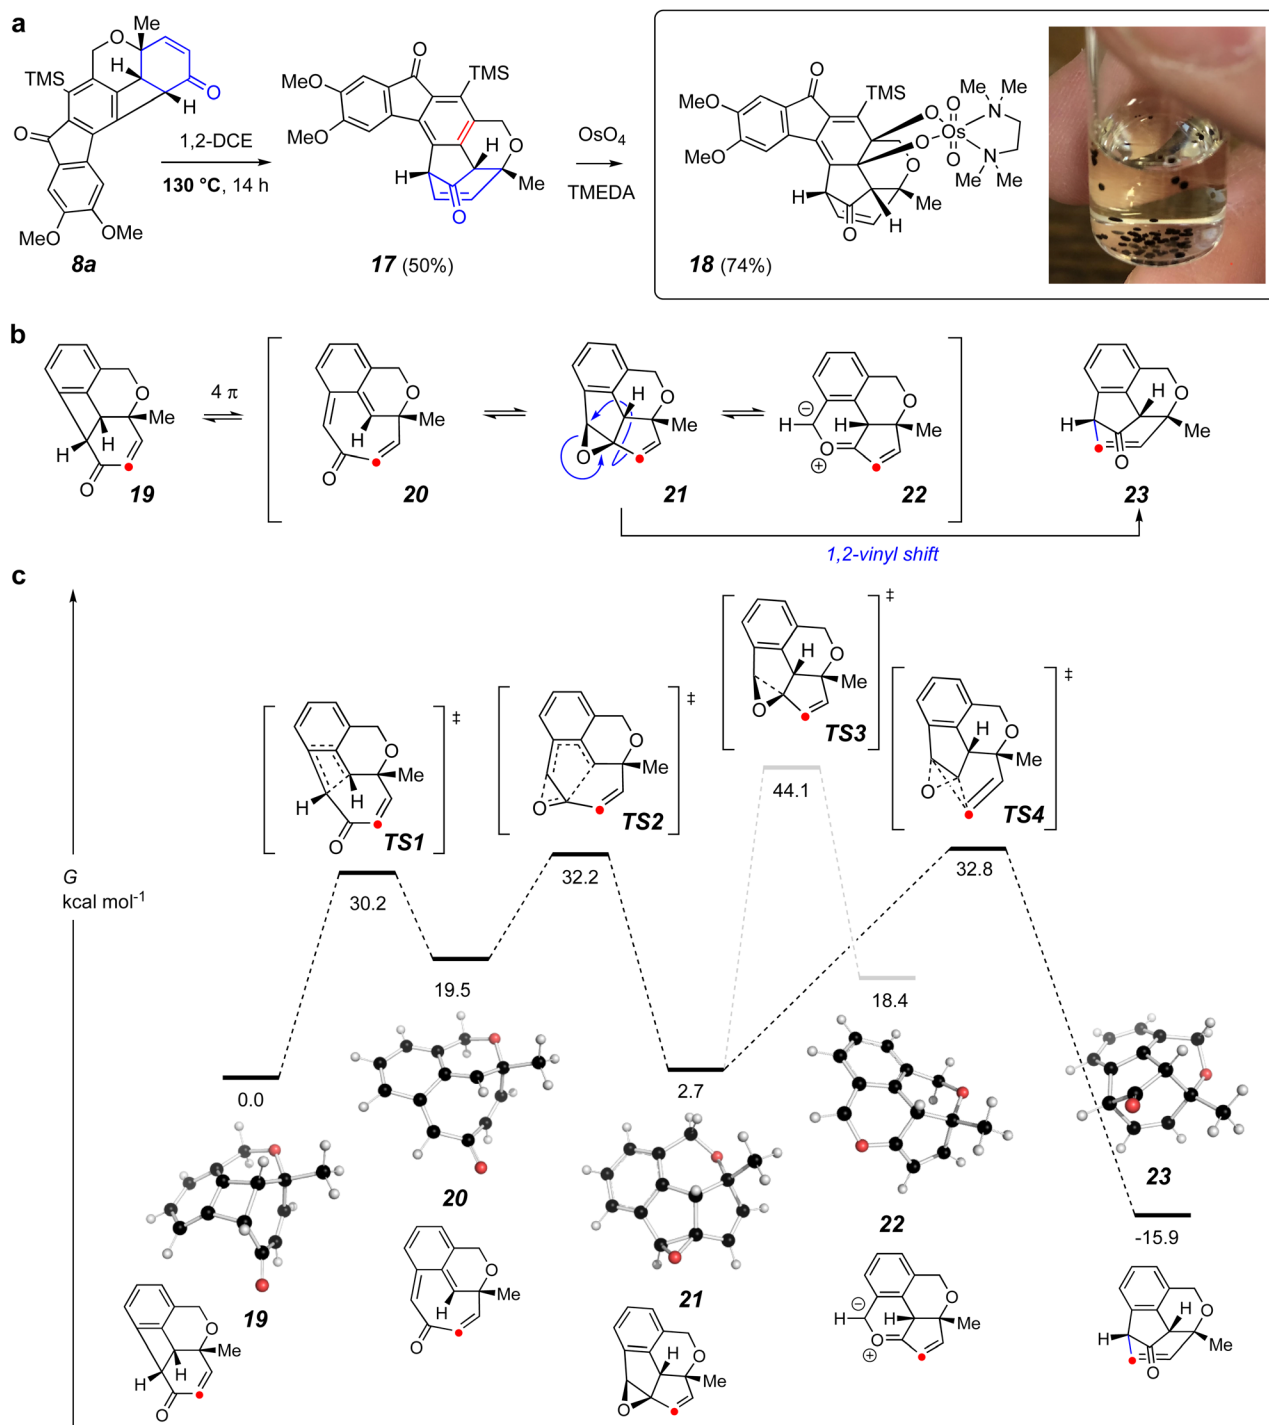 a
Me
O
H
O
H
TMS
O
MeO
OMe
8a
1,2-DCE
130 °C, 14 h
O
MeO
MeO
TMS
H
O
H
Me
O
17 (50%)
OsO4
TMEDA
O
MeO
MeO
TMS
O
O
Os
O
O
Me
Me
N
N
Me
Me
O
H
Me
H
O
18 (74%)
b
O
Me
H
H
O
19
4 π
O
Me
H
O
20
H
O
Me
O
21
⊖
H
H
O
Me
O
⊕
22
H
H
O
Me
O
23
1,2-vinyl shift
c
G
kcal mol-1
O
Me
H
H
O
TS1
‡
O
Me
O
TS2
‡
H
O
Me
O
TS3
‡
H
O
Me
O
TS4
‡
30.2
32.2
44.1
32.8
0.0
19.5
2.7
18.4
-15.9
19
20
21
22
23
O
Me
H
H
O
O
Me
H
O
H
O
Me
O
⊖
H
H
O
Me
O
⊕
H
H
O
Me
O